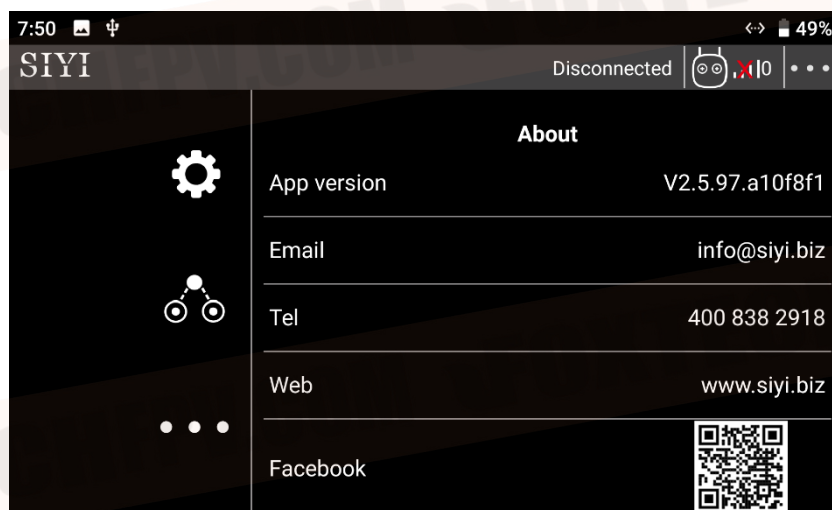 7:50 49%
SIYI
Disconnected 0
About
App version V2.5.97.a10f8f1
Email info@siyi.biz
Tel 400 838 2918
Web www.siyi.biz
Facebook